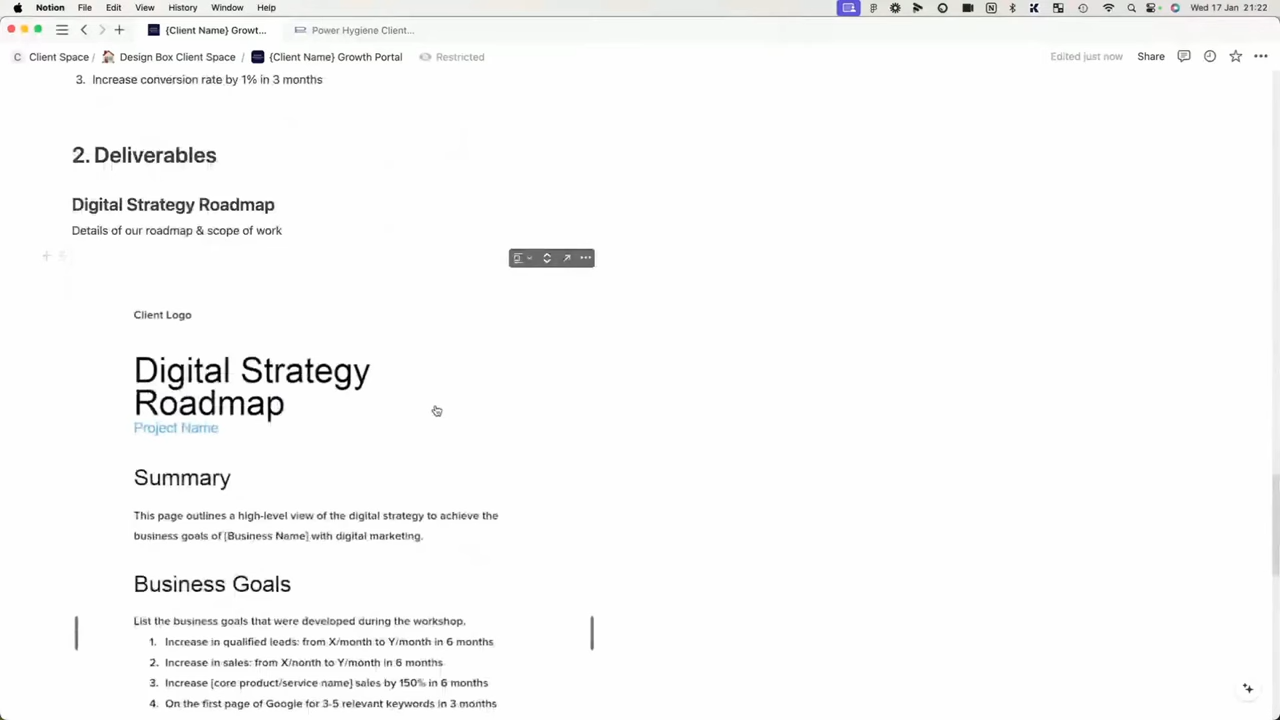 Notion File Edit View History Window Help Wed 17 Jan 21:22
{Client Name} Growt... Power Hygiene Client...
C Client Space / Design Box Client Space / {Client Name} Growth Portal Restricted Edited just now Share
3. Increase conversion rate by 1% in 3 months
2. Deliverables
Digital Strategy Roadmap
Details of our roadmap & scope of work
Client Logo
Digital Strategy
Roadmap
Project Name
Summary
This page outlines a high-level view of the digital strategy to achieve the
business goals of [Business Name] with digital marketing.
Business Goals
List the business goals that were developed during the workshop.
1. Increase in qualified leads: from X/month to Y/month in 6 months
2. Increase in sales: from X/nonth to Y/month in 6 months
3. Increase [core product/service name] sales by 150% in 6 months
4. On the first page of Google for 3-5 relevant keywords in 3 months